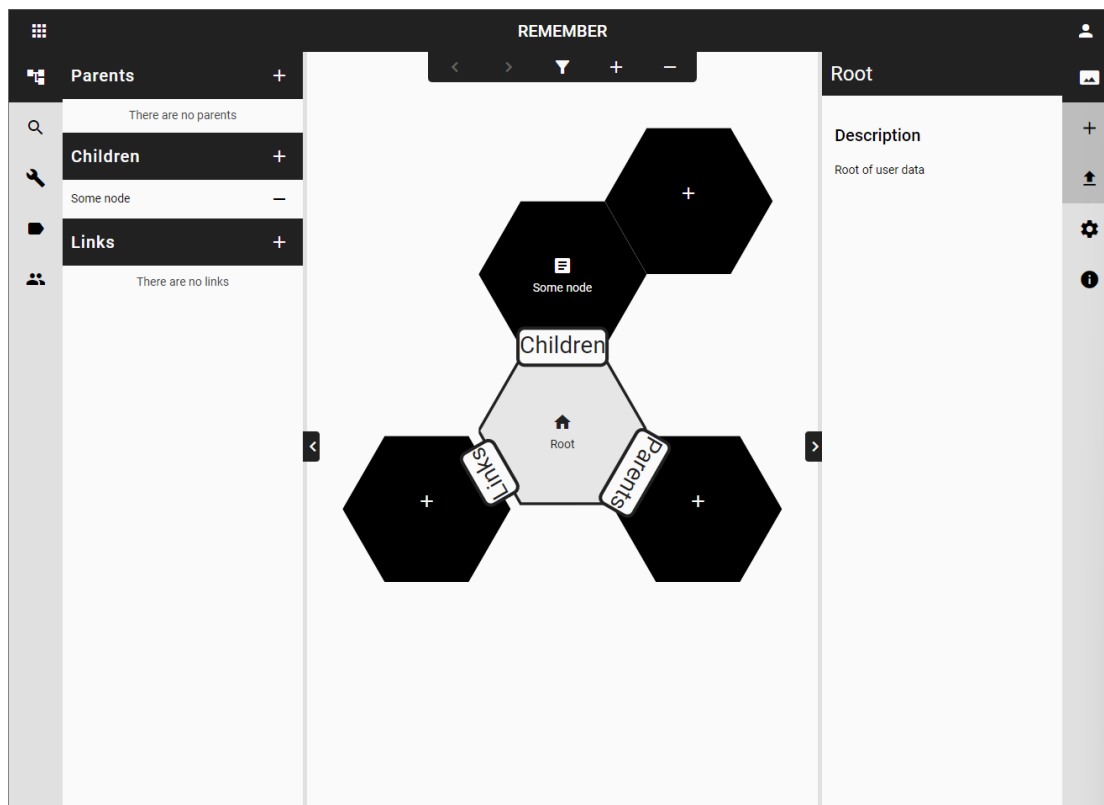 REMEMBER
Parents
There are no parents
Children
Some node
Links
There are no links
Some node
Children
Root
Links
Parents
Root
Description
Root of user data